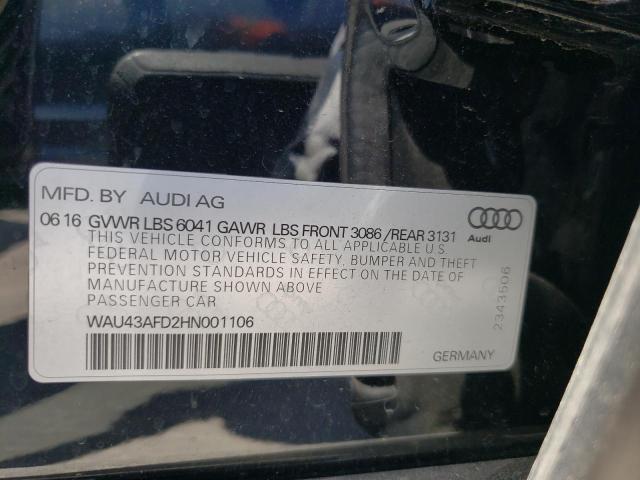 MFD. BY AUDI AG
06 16 GVWR LBS 6041 GAWR LBS FRONT 3086 /REAR 3131
THIS VEHICLE CONFORMS TO ALL APPLICABLE U.S.
FEDERAL MOTOR VEHICLE SAFETY, BUMPER AND THEFT
PREVENTION STANDARDS IN EFFECT ON THE DATE OF
MANUFACTURE SHOWN ABOVE
PASSENGER CAR
WAU43AFD2HN001106
Audi
2343506
GERMANY